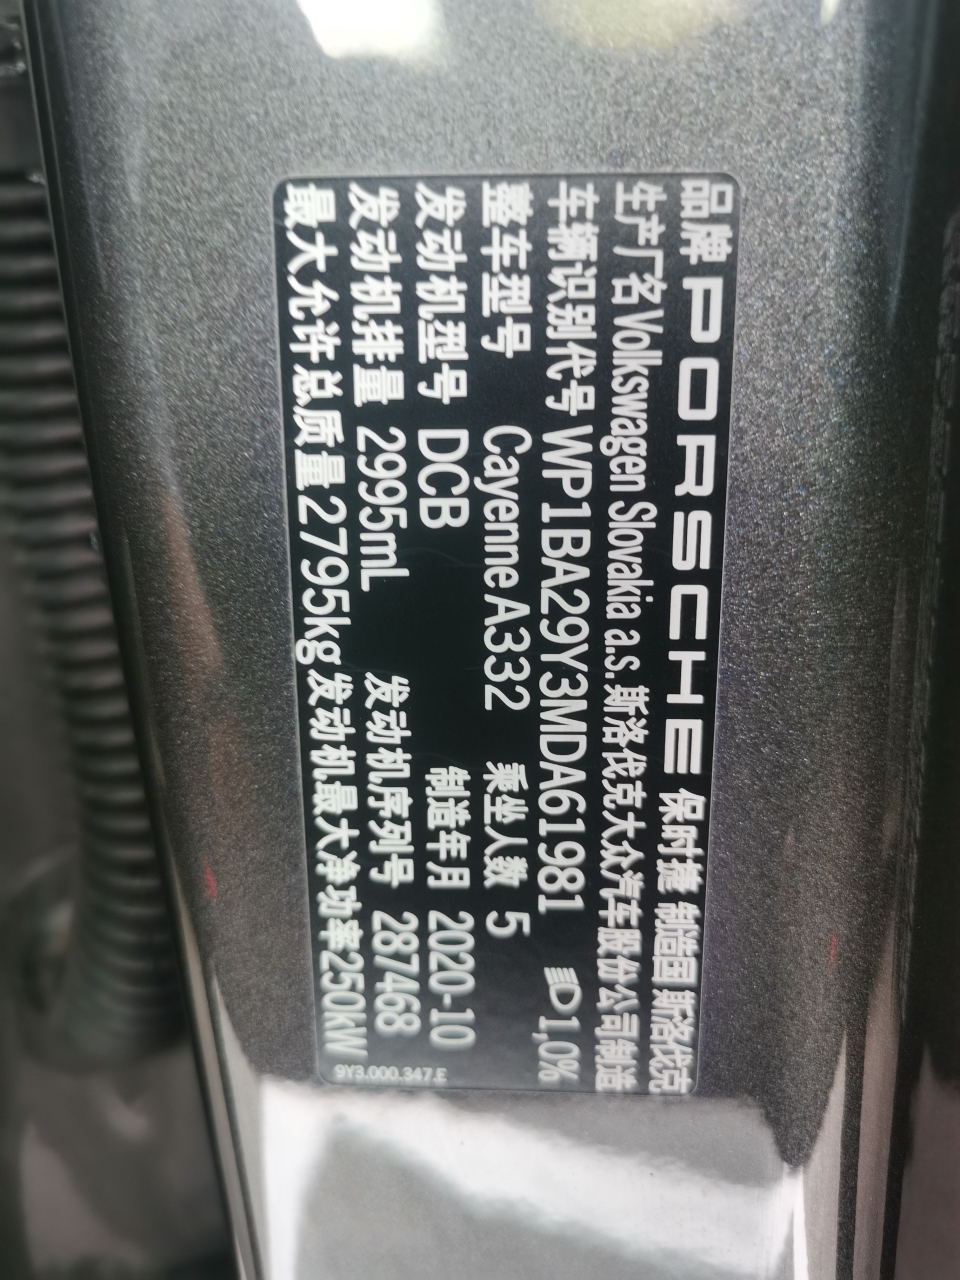 品牌 PORSCHE 保时捷 制造国 斯洛伐克
生产厂名 Volkswagen Slovakia a.s. 斯洛伐克大众汽车股份公司制造
车辆识别代号 WP1BA29Y3MDA61981 1,0%
整车型号 Cayenne A332 乘坐人数 5
发动机型号 DCB 制造年月 2020-10
发动机排量 2995mL 发动机序列号 287468
最大允许总质量 2795kg 发动机最大净功率 250kW
9Y3.000.347.E